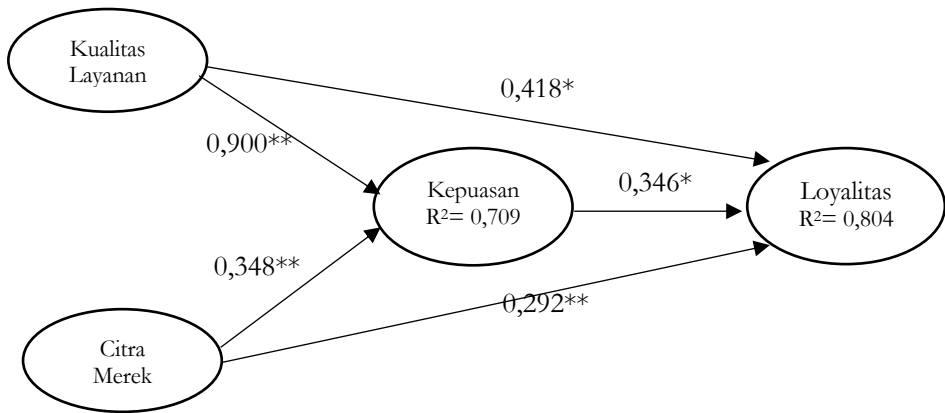 Kualitas
Layanan
0,418*
0,900**
Kepuasan
R²= 0,709
0,346*
Loyalitas
R²= 0,804
0,348**
0,292**
Citra
Merek